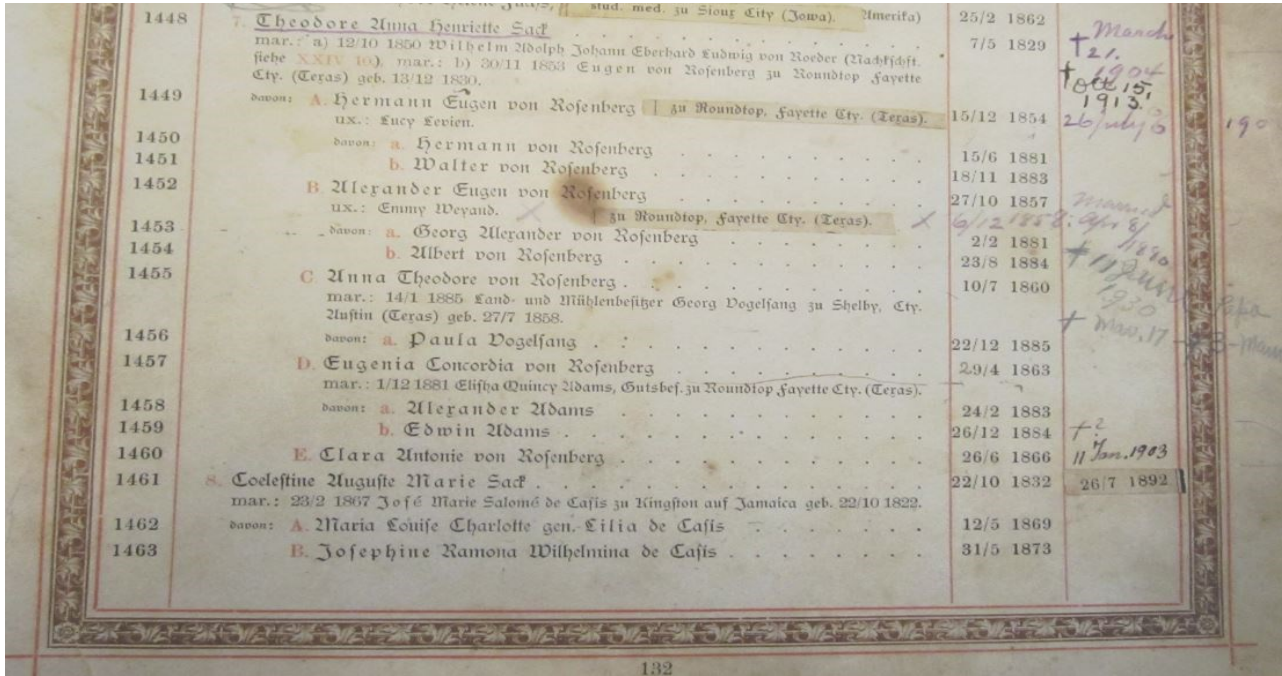 stud. med. zu Sioux City (Jowa). Amerika) 25/2 1862
1448 7. Theodore Anna Henriette Sack . . . . . 7/5 1829 † March 21. 1904
mar.: a) 12/10 1850 Wilhelm Adolph Johann Eberhard Ludwig von Roeder (Nachkſchft.
ſiehe XXIV 10), mar.: b) 30/11 1853 Eugen von Roſenberg zu Roundtop Fayette
Cty. (Texas) geb. 13/12 1830. † Oct 15, 1913.
1449 davon: A. Hermann Eugen von Roſenberg | zu Roundtop, Fayette Cty. (Texas). 15/12 1854
ux.: Lucy Levien.
1450 davon: a. Hermann von Roſenberg . . . . . 15/6 1881
1451 b. Walter von Roſenberg . . . . . 18/11 1883
1452 B. Alexander Eugen von Roſenberg . . . . . 27/10 1857 married
ux.: Emmy Weyand. × | zu Roundtop, Fayette Cty. (Texas). × 6/12 1858: Apr 8/ 1880
1453 davon: a. Georg Alexander von Roſenberg . . . . . 2/2 1881
1454 b. Albert von Roſenberg . . . . . 23/8 1884
1455 C. Anna Theodore von Roſenberg . . . . . 10/7 1860 1930 Papa
mar.: 14/1 1885 Land- und Mühlenbeſitzer Georg Vogelſang zu Shelby, Cty.
Auſtin (Texas) geb. 27/7 1858. † Nov. 17
1456 davon: a. Paula Vogelſang . . . . . 22/12 1885
1457 D. Eugenia Concordia von Roſenberg . . . . . 29/4 1863
mar.: 1/12 1881 Eliſha Quincy Adams, Gutsbeſ. zu Roundtop Fayette Cty. (Texas).
1458 davon: a. Alexander Adams . . . . . 24/2 1883
1459 b. Edwin Adams . . . . . 26/12 1884 † ?
1460 E. Clara Antonie von Roſenberg . . . . . 26/6 1866 11 Jan. 1903
1461 8. Coeleſtine Auguſte Marie Sack . . . . . 22/10 1832 26/7 1892
mar.: 23/2 1867 Joſé Marie Salomé de Caſis zu Kingſton auf Jamaica geb. 22/10 1822.
1462 davon: A. Maria Louiſe Charlotte gen. Cilia de Caſis . . . . . 12/5 1869
1463 B. Joſephine Ramona Wilhelmina de Caſis . . . . . 31/5 1873
132